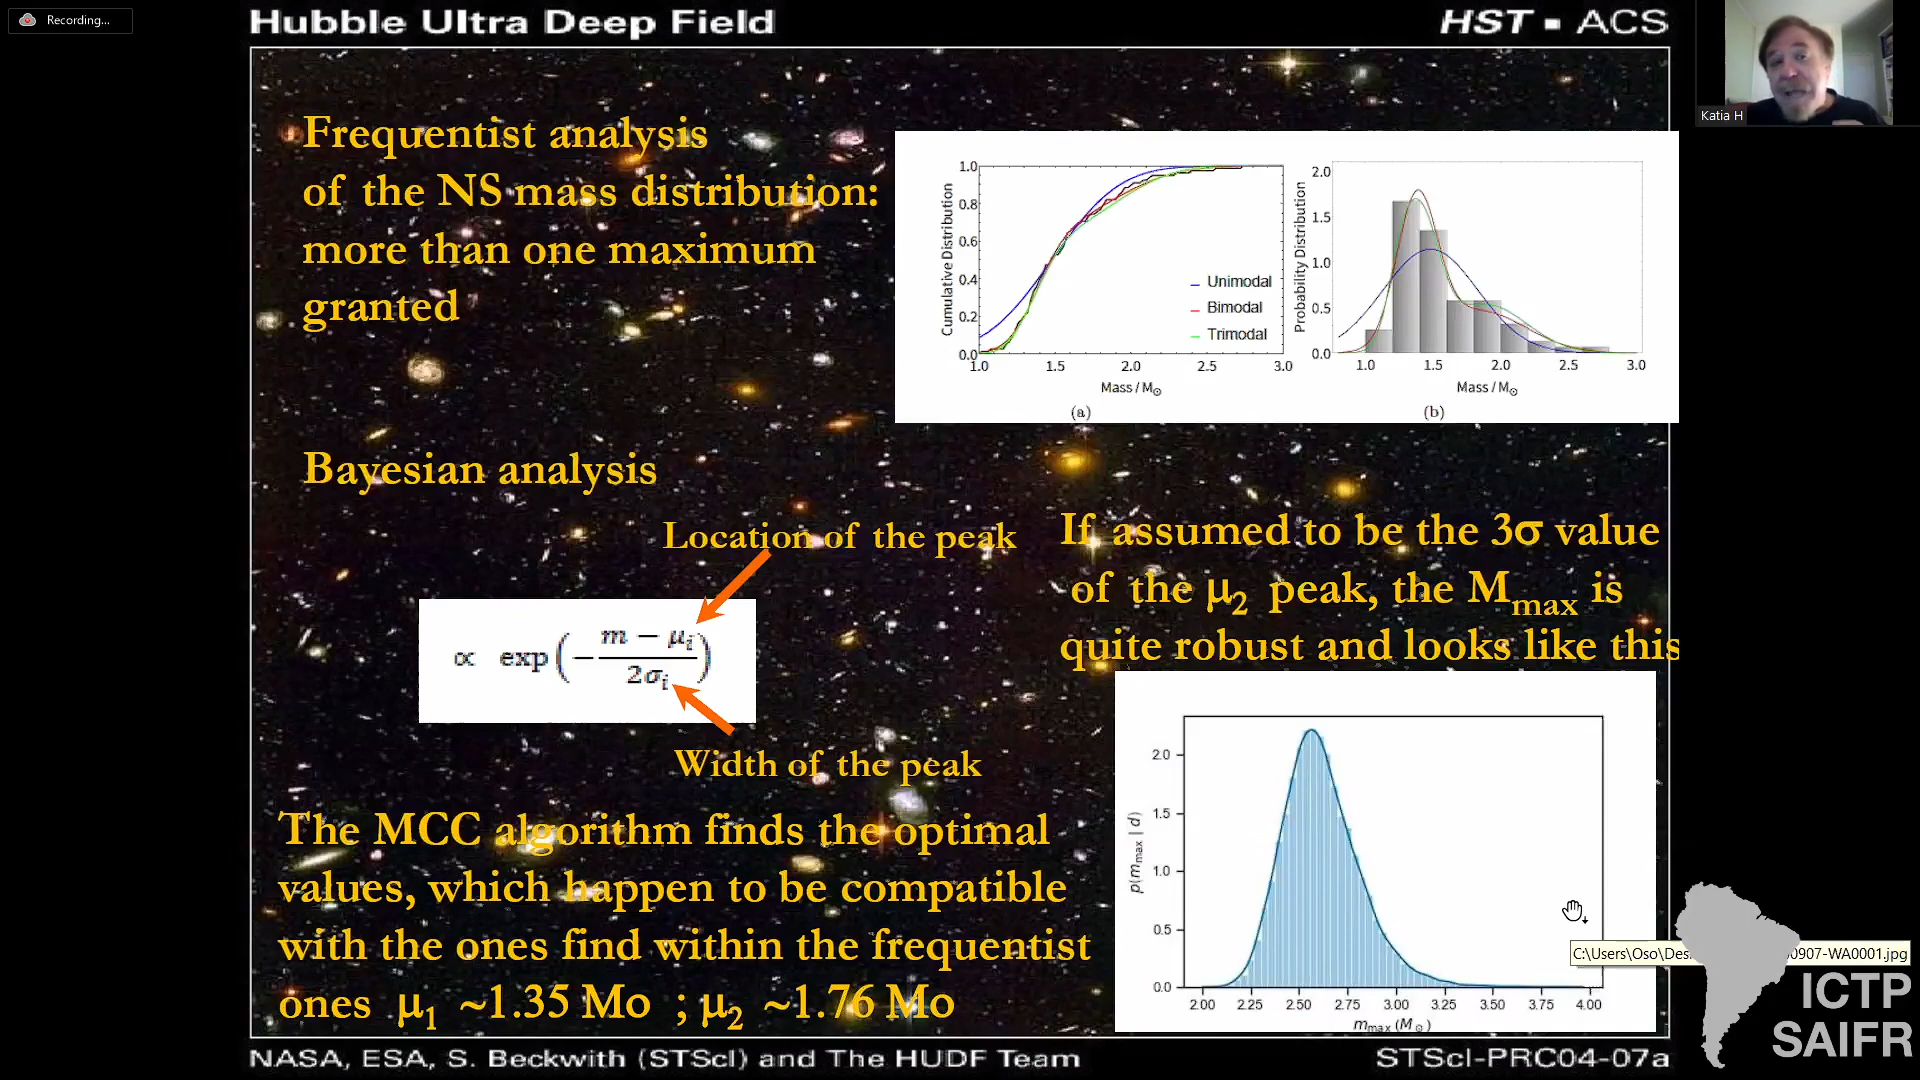 Recording...
Hubble Ultra Deep Field
HST ▪ ACS
Katia H
Frequentist analysis
of the NS mass distribution:
more than one maximum
granted
Cumulative Distribution
1.0
0.8
0.6
0.4
0.2
0.0
Unimodal
Bimodal
Trimodal
1.0 1.5 2.0 2.5 3.0
Mass / M⊙
(a)
Probability Distribution
2.0
1.5
1.0
0.5
0.0
1.0 1.5 2.0 2.5 3.0
Mass / M⊙
(b)
Bayesian analysis
Location of the peak
∝ exp(− (m − μᵢ) / 2σᵢ)
Width of the peak
The MCC algorithm finds the optimal
values, which happen to be compatible
with the ones find within the frequentist
ones μ₁ ~1.35 Mo ; μ₂ ~1.76 Mo
If assumed to be the 3σ value
of the μ₂ peak, the Mmax is
quite robust and looks like this
p(mmax | d)
2.0
1.5
1.0
0.5
0.0
2.00 2.25 2.50 2.75 3.00 3.25 3.50 3.75 4.00
mmax (M⊙)
C:\Users\Oso\Des 0907-WA0001.jpg
ICTP
SAIFR
NASA, ESA, S. Beckwith (STScI) and The HUDF Team
STScI-PRC04-07a